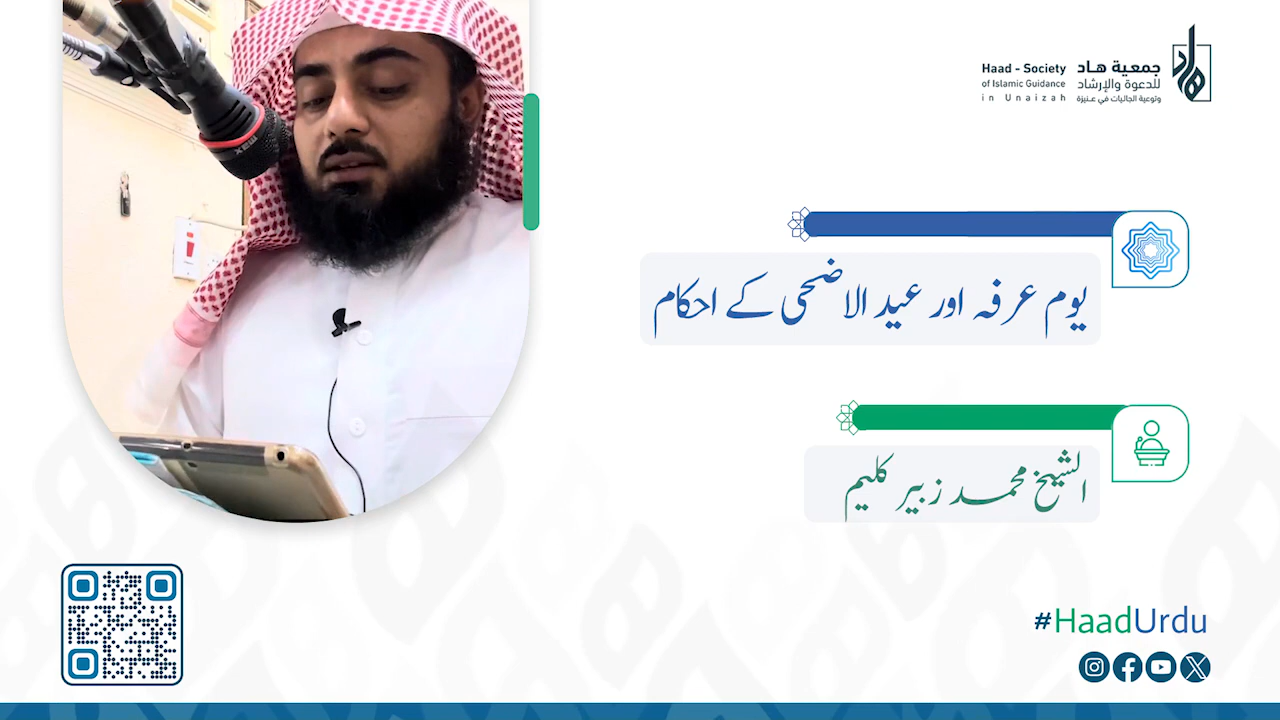 Haad - Society
of Islamic Guidance
in Unaizah
جمعية هاد
للدعوة والإرشاد
وتوعية الجاليات في عنيزة
یوم عرفہ اور عید الاضحی کے احکام
الشیخ محمد زبیر کلیم
#HaadUrdu